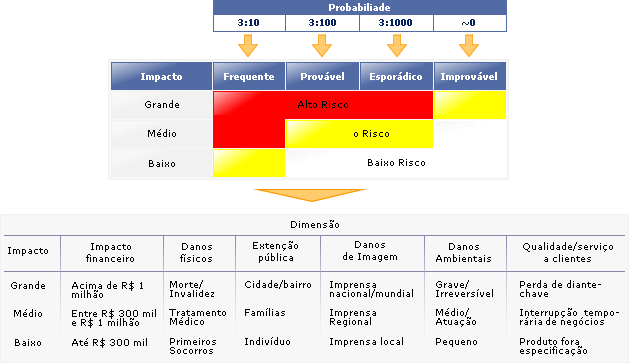 Probabiliade
3:10 3:100 3:1000 ~0
Impacto Frequente Provável Esporádico Improvável
Grande Alto Risco
Médio o Risco
Baixo Baixo Risco
Dimensão
Impacto Impacto financeiro Danos físicos Extenção pública Danos de Imagem Danos Ambientais Qualidade/serviço a clientes
Grande Acima de R$ 1 milhão Morte/ Invalidez Cidade/bairro Imprensa nacional/mundial Grave/ Irreversível Perda de diante- chave
Médio Entre R$ 300 mil e R$ 1 milhão Tratamento Médico Famílias Imprensa Regional Médio/ Atuação Interrupção tempo- rária de negócios
Baixo Até R$ 300 mil Primeiros Socorros Indivíduo Imprensa local Pequeno Produto fora especificação